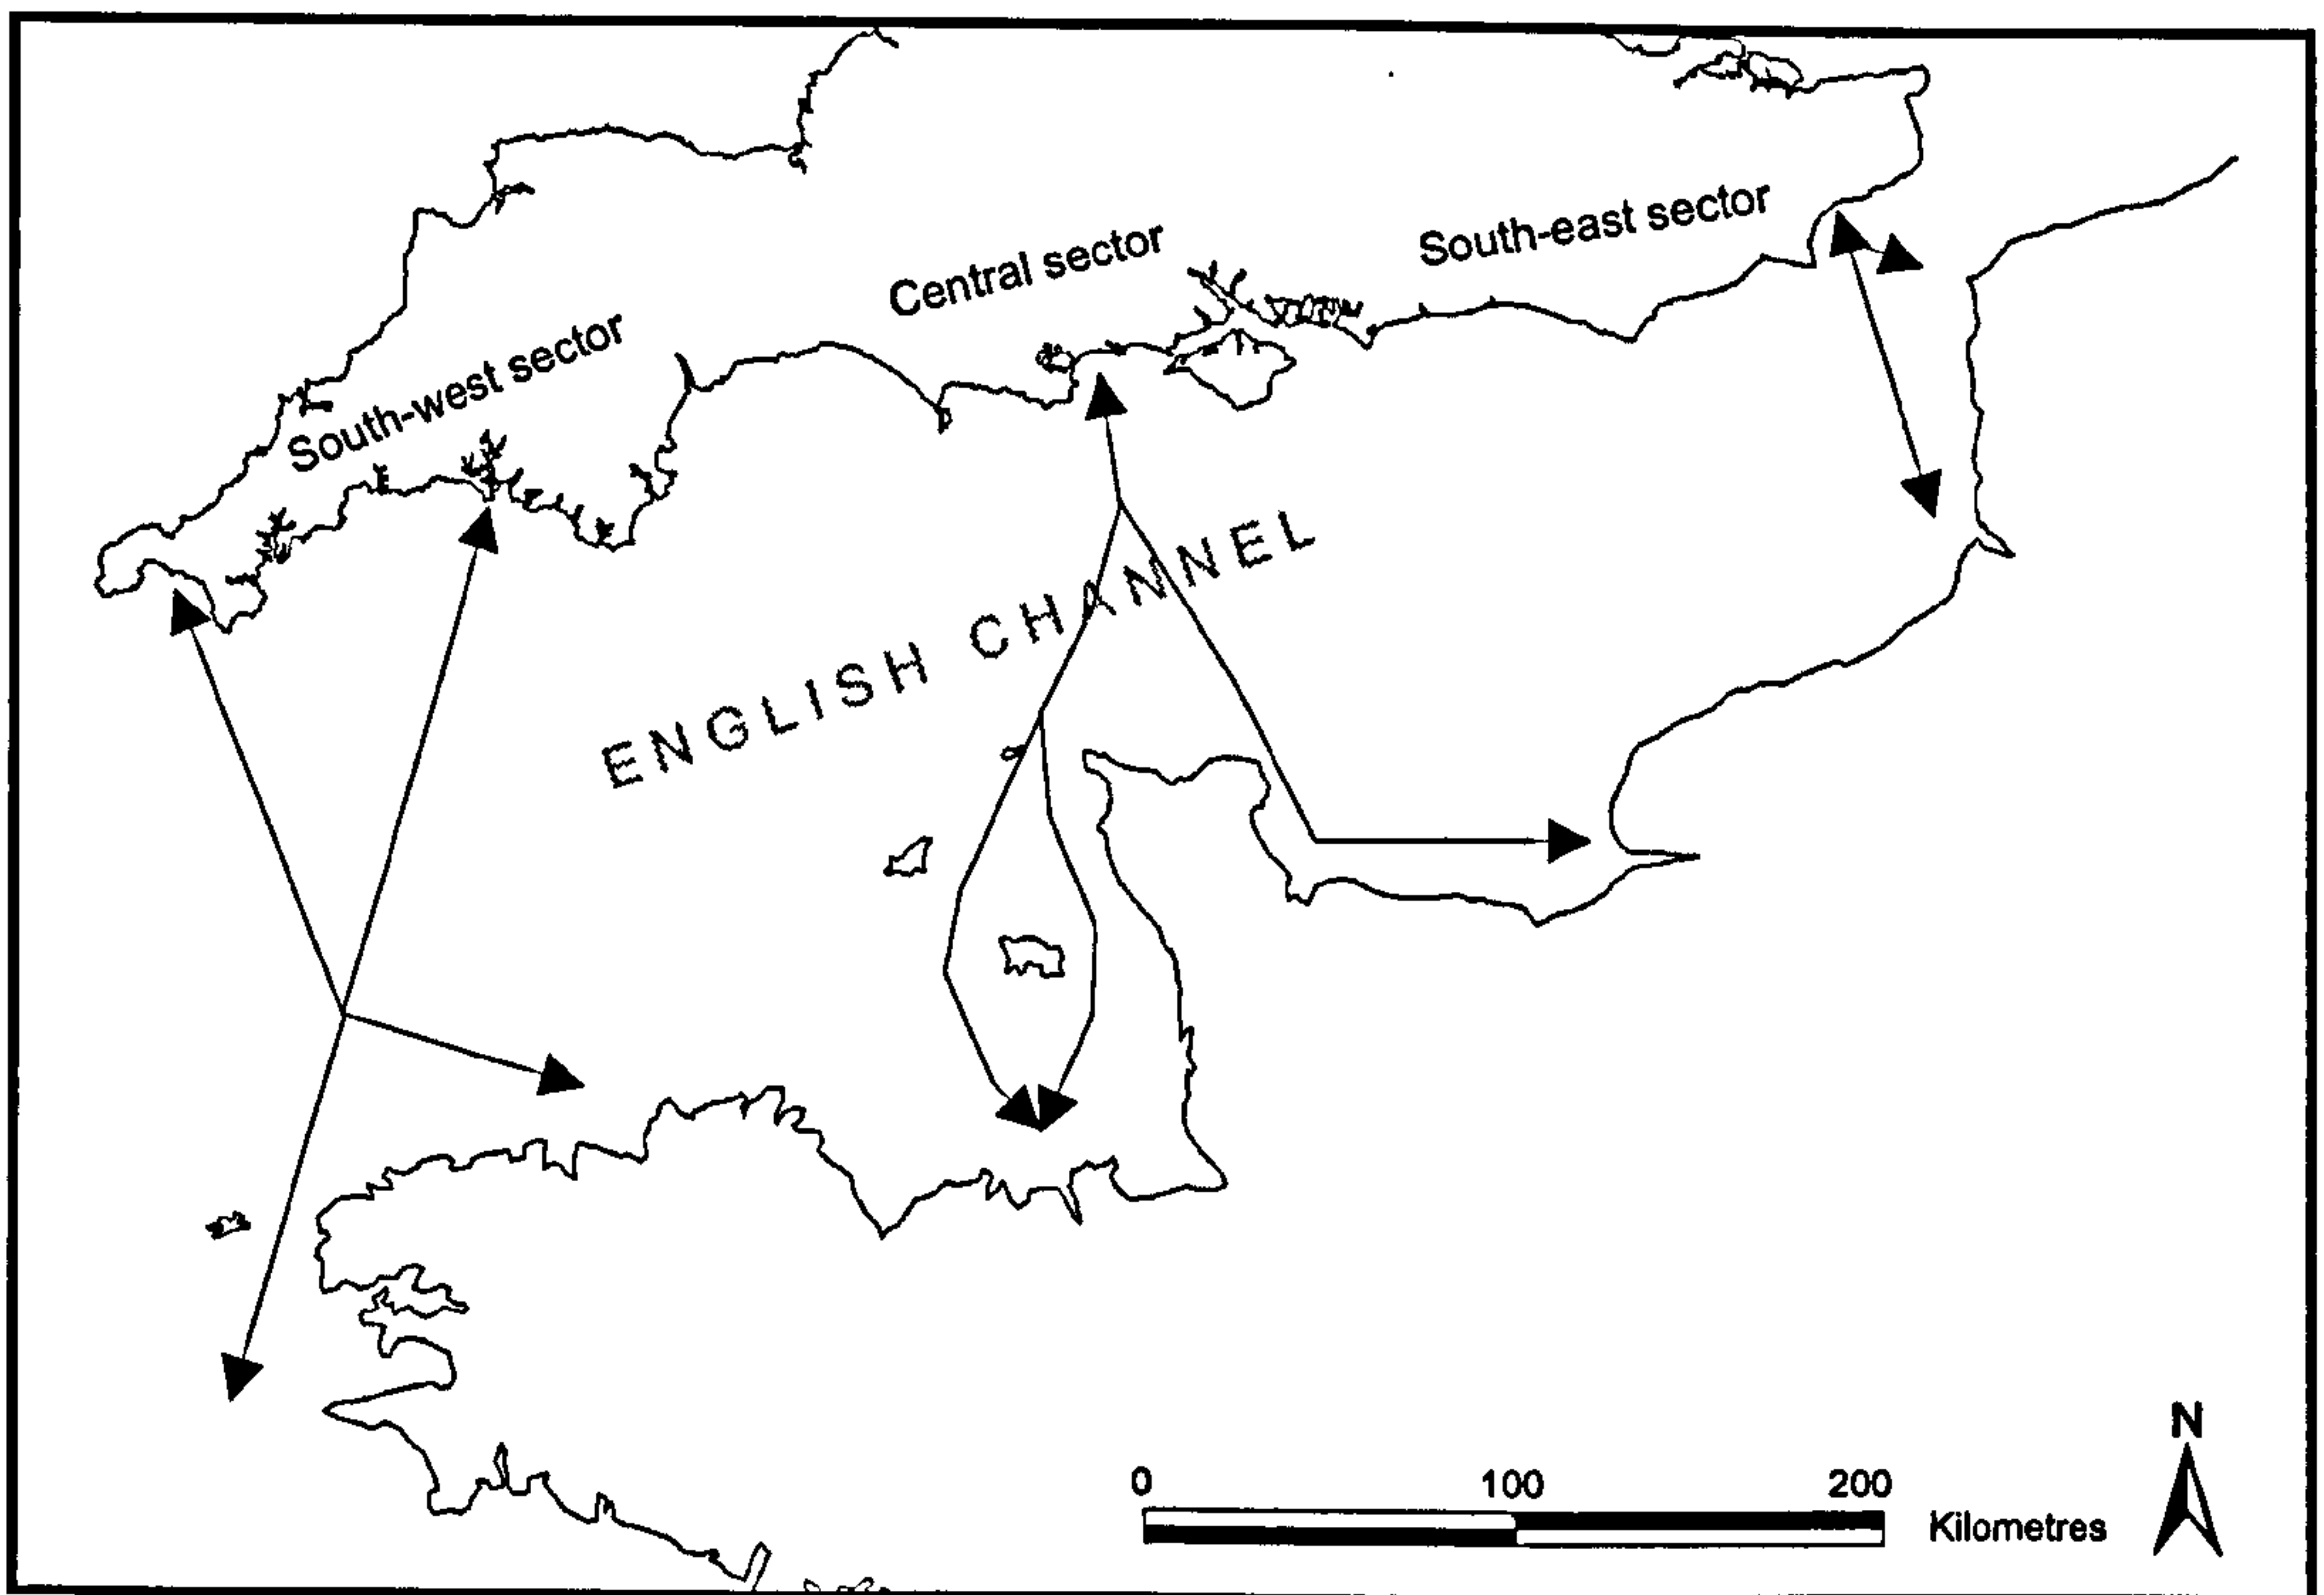 South-east sector
Central sector
South-west sector
ENGLISH CHANNEL
N
0 100 200
Kilometres